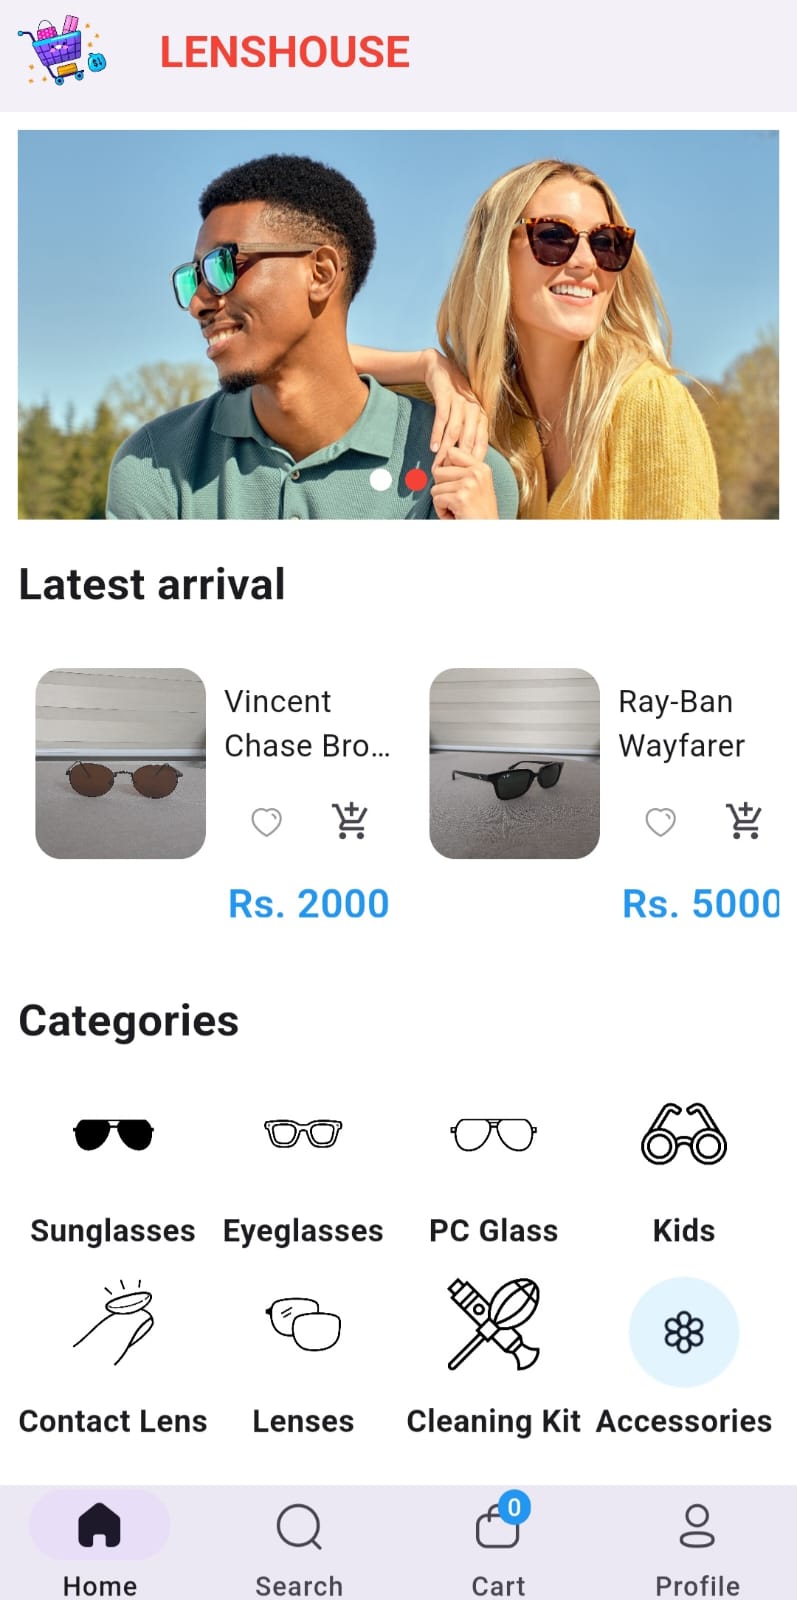 LENSHOUSE
Latest arrival
Vincent
Chase Bro...
Rs. 2000
Ray-Ban
Wayfarer
Rs. 5000
Categories
Sunglasses
Eyeglasses
PC Glass
Kids
Contact Lens
Lenses
Cleaning Kit
Accessories
0
Home
Search
Cart
Profile